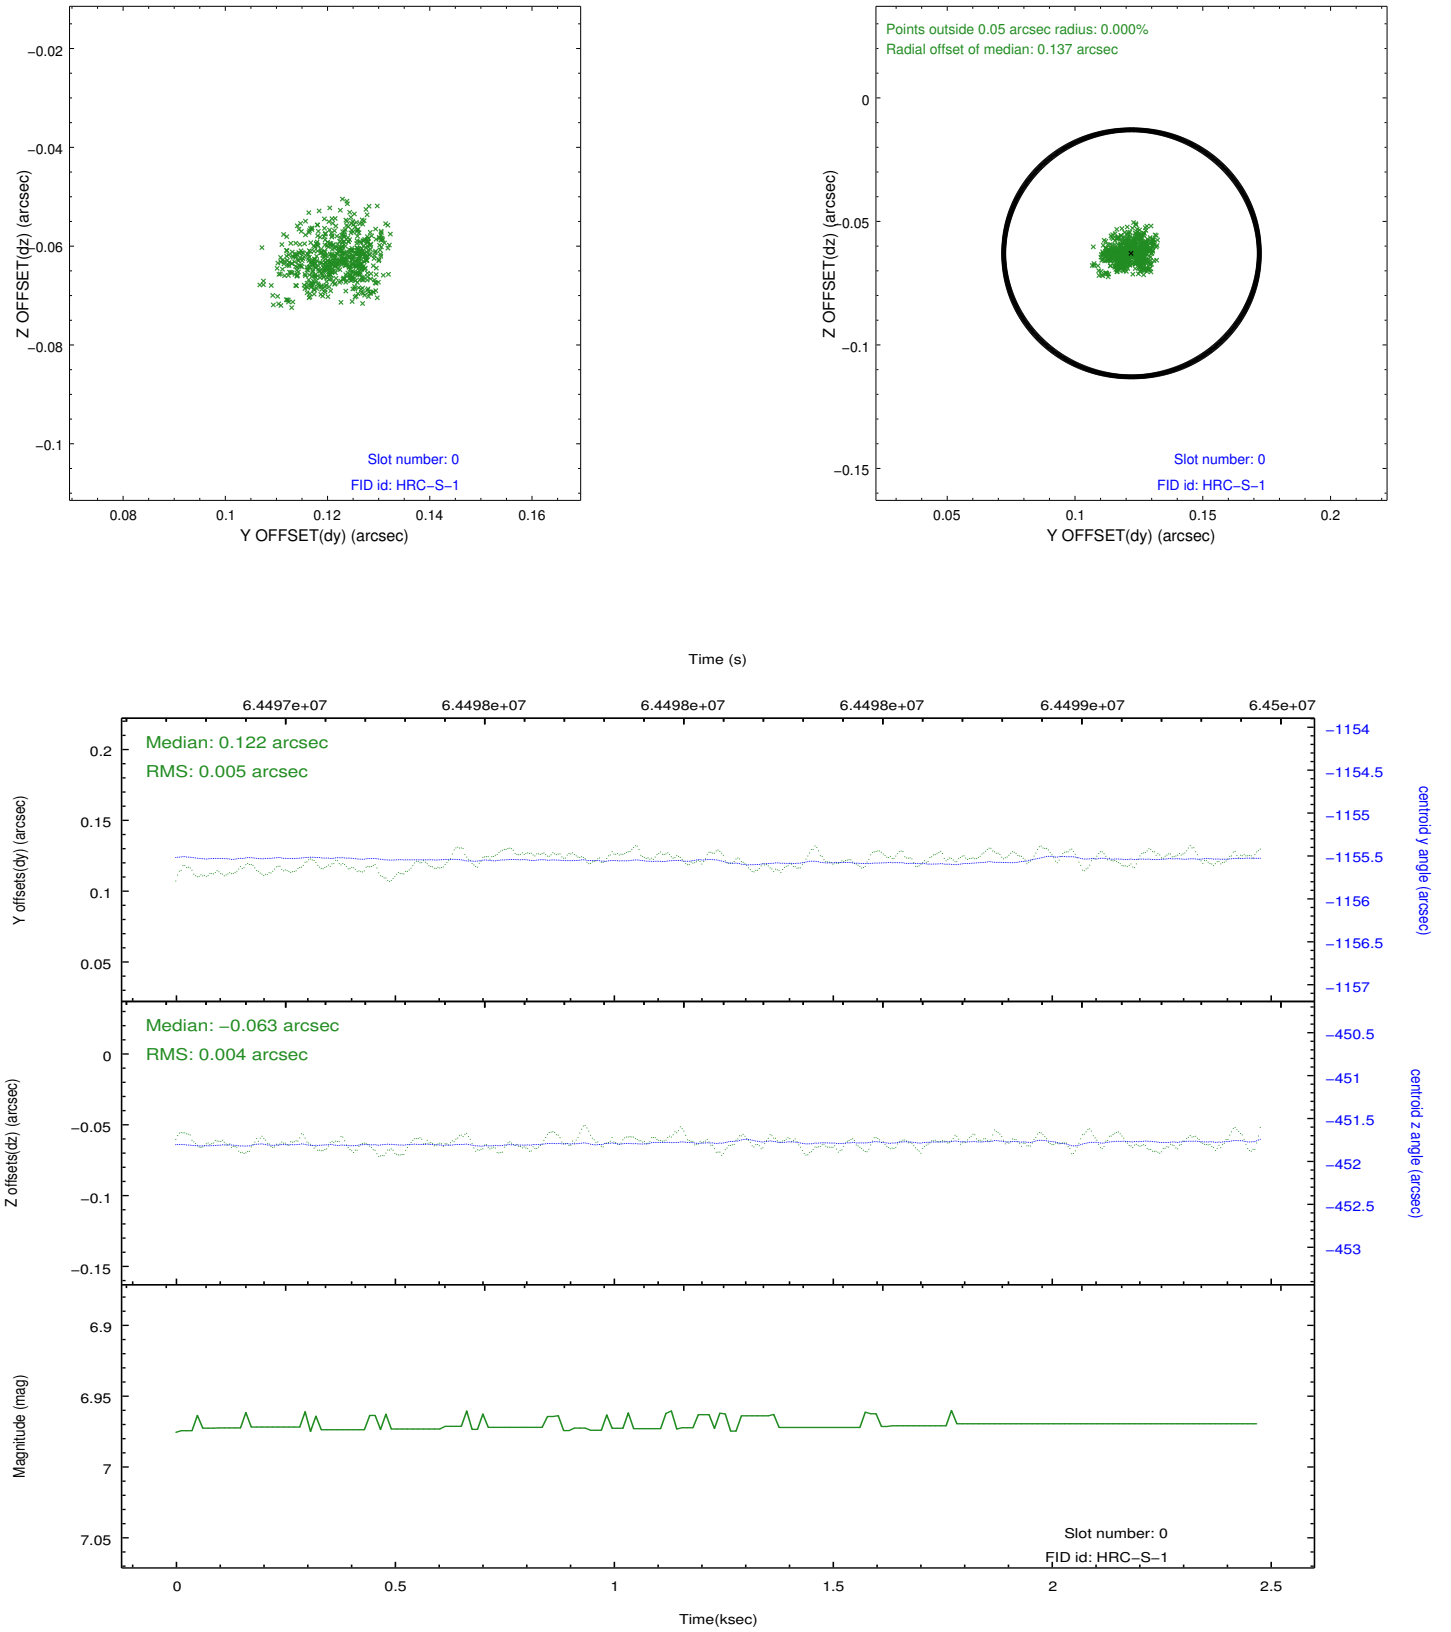 −0.02
−0.04
−0.06
−0.08
−0.1
Z OFFSET(dz) (arcsec)
Slot number: 0
FID id: HRC−S−1
0.08
0.1
0.12
0.14
0.16
Y OFFSET(dy) (arcsec)
Points outside 0.05 arcsec radius: 0.000%
Radial offset of median: 0.137 arcsec
0
−0.05
−0.1
−0.15
Z OFFSET(dz) (arcsec)
Slot number: 0
FID id: HRC−S−1
0.05
0.1
0.15
0.2
Y OFFSET(dy) (arcsec)
Time (s)
6.4497e+07
6.4498e+07
6.4498e+07
6.4498e+07
6.4499e+07
6.45e+07
Median: 0.122 arcsec
RMS: 0.005 arcsec
0.2
0.15
0.1
0.05
Y offsets(dy) (arcsec)
−1154
−1154.5
−1155
−1155.5
−1156
−1156.5
−1157
centroid y angle (arcsec)
Median: −0.063 arcsec
RMS: 0.004 arcsec
0
−0.05
−0.1
−0.15
Z offsets(dz) (arcsec)
−450.5
−451
−451.5
−452
−452.5
−453
centroid z angle (arcsec)
6.9
6.95
7
7.05
Magnitude (mag)
Slot number: 0
FID id: HRC−S−1
0
0.5
1
1.5
2
2.5
Time(ksec)